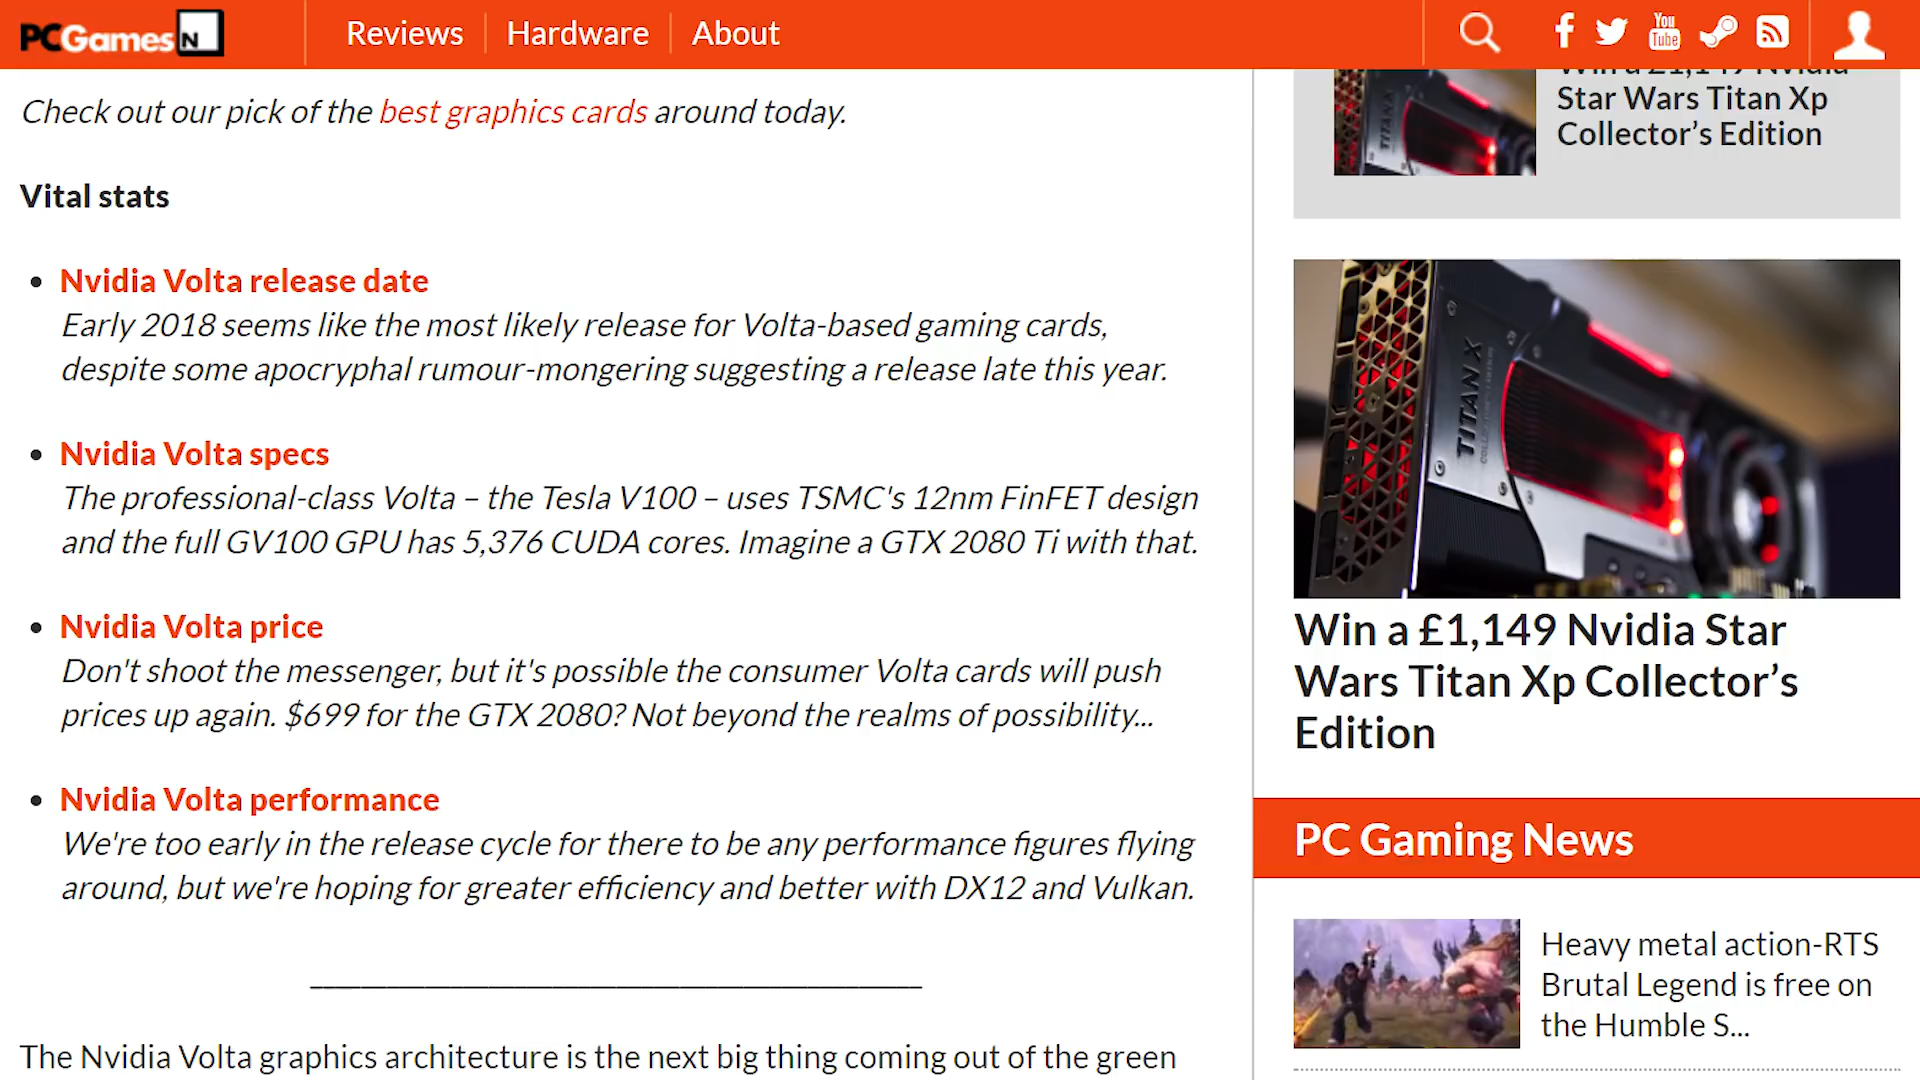 PCGamesN
Reviews
Hardware
About
You
Tube
Check out our pick of the best graphics cards around today.
Vital stats
Nvidia Volta release date
Early 2018 seems like the most likely release for Volta-based gaming cards,
despite some apocryphal rumour-mongering suggesting a release late this year.
Nvidia Volta specs
The professional-class Volta – the Tesla V100 – uses TSMC's 12nm FinFET design
and the full GV100 GPU has 5,376 CUDA cores. Imagine a GTX 2080 Ti with that.
Nvidia Volta price
Don't shoot the messenger, but it's possible the consumer Volta cards will push
prices up again. $699 for the GTX 2080? Not beyond the realms of possibility...
Nvidia Volta performance
We're too early in the release cycle for there to be any performance figures flying
around, but we're hoping for greater efficiency and better with DX12 and Vulkan.
The Nvidia Volta graphics architecture is the next big thing coming out of the green
TITAN X
Win a £1,149 Nvidia
Star Wars Titan Xp
Collector’s Edition
TITAN X
Win a £1,149 Nvidia Star
Wars Titan Xp Collector’s
Edition
PC Gaming News
Heavy metal action-RTS
Brutal Legend is free on
the Humble S...